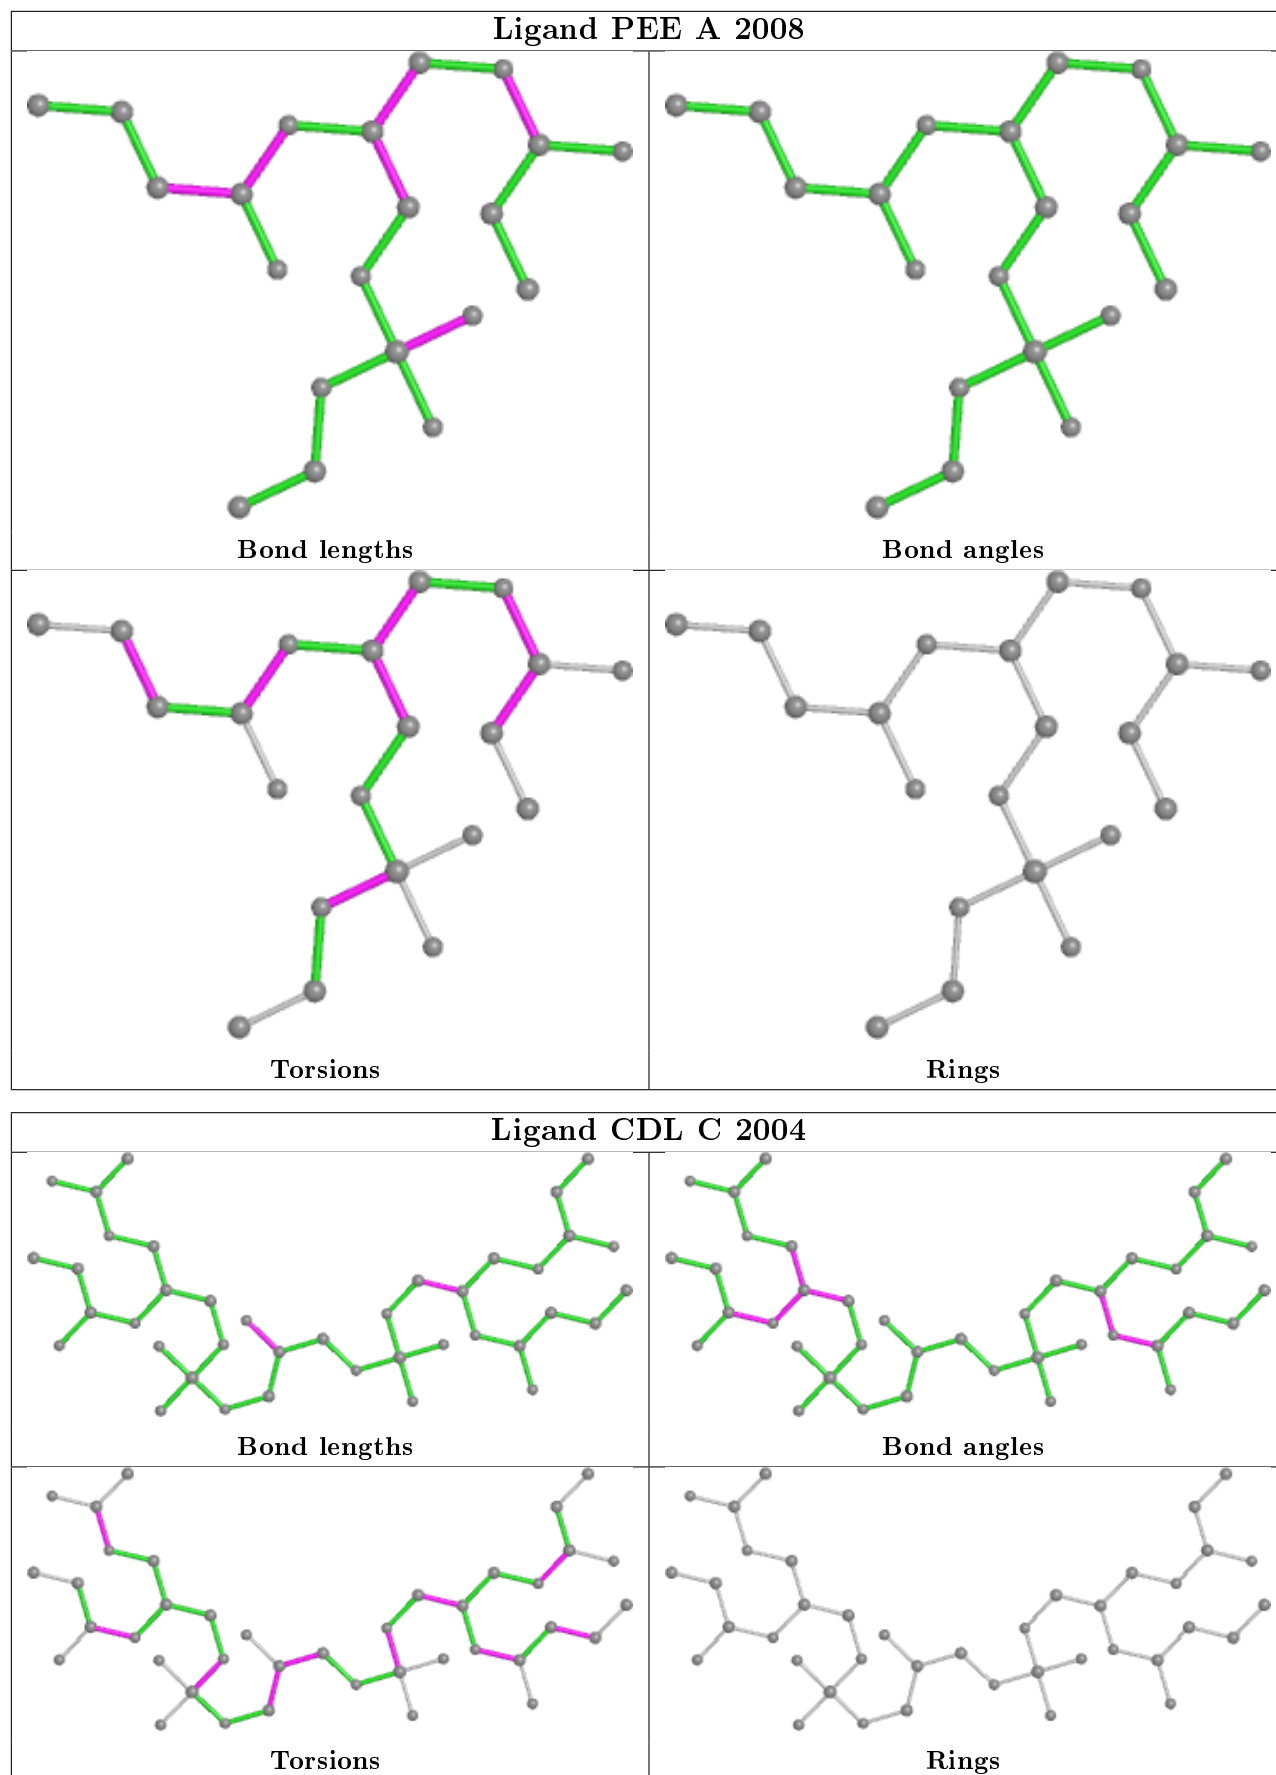 Ligand PEE A 2008
Bond lengths
Bond angles
Torsions
Rings
Ligand CDL C 2004
Bond lengths
Bond angles
Torsions
Rings